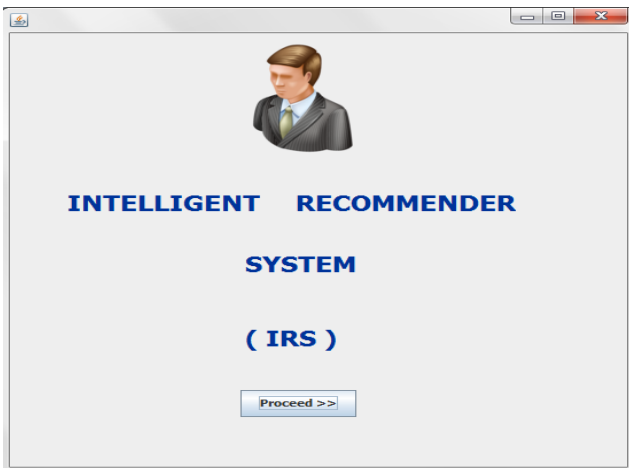 INTELLIGENT RECOMMENDER
SYSTEM
( IRS )
Proceed >>